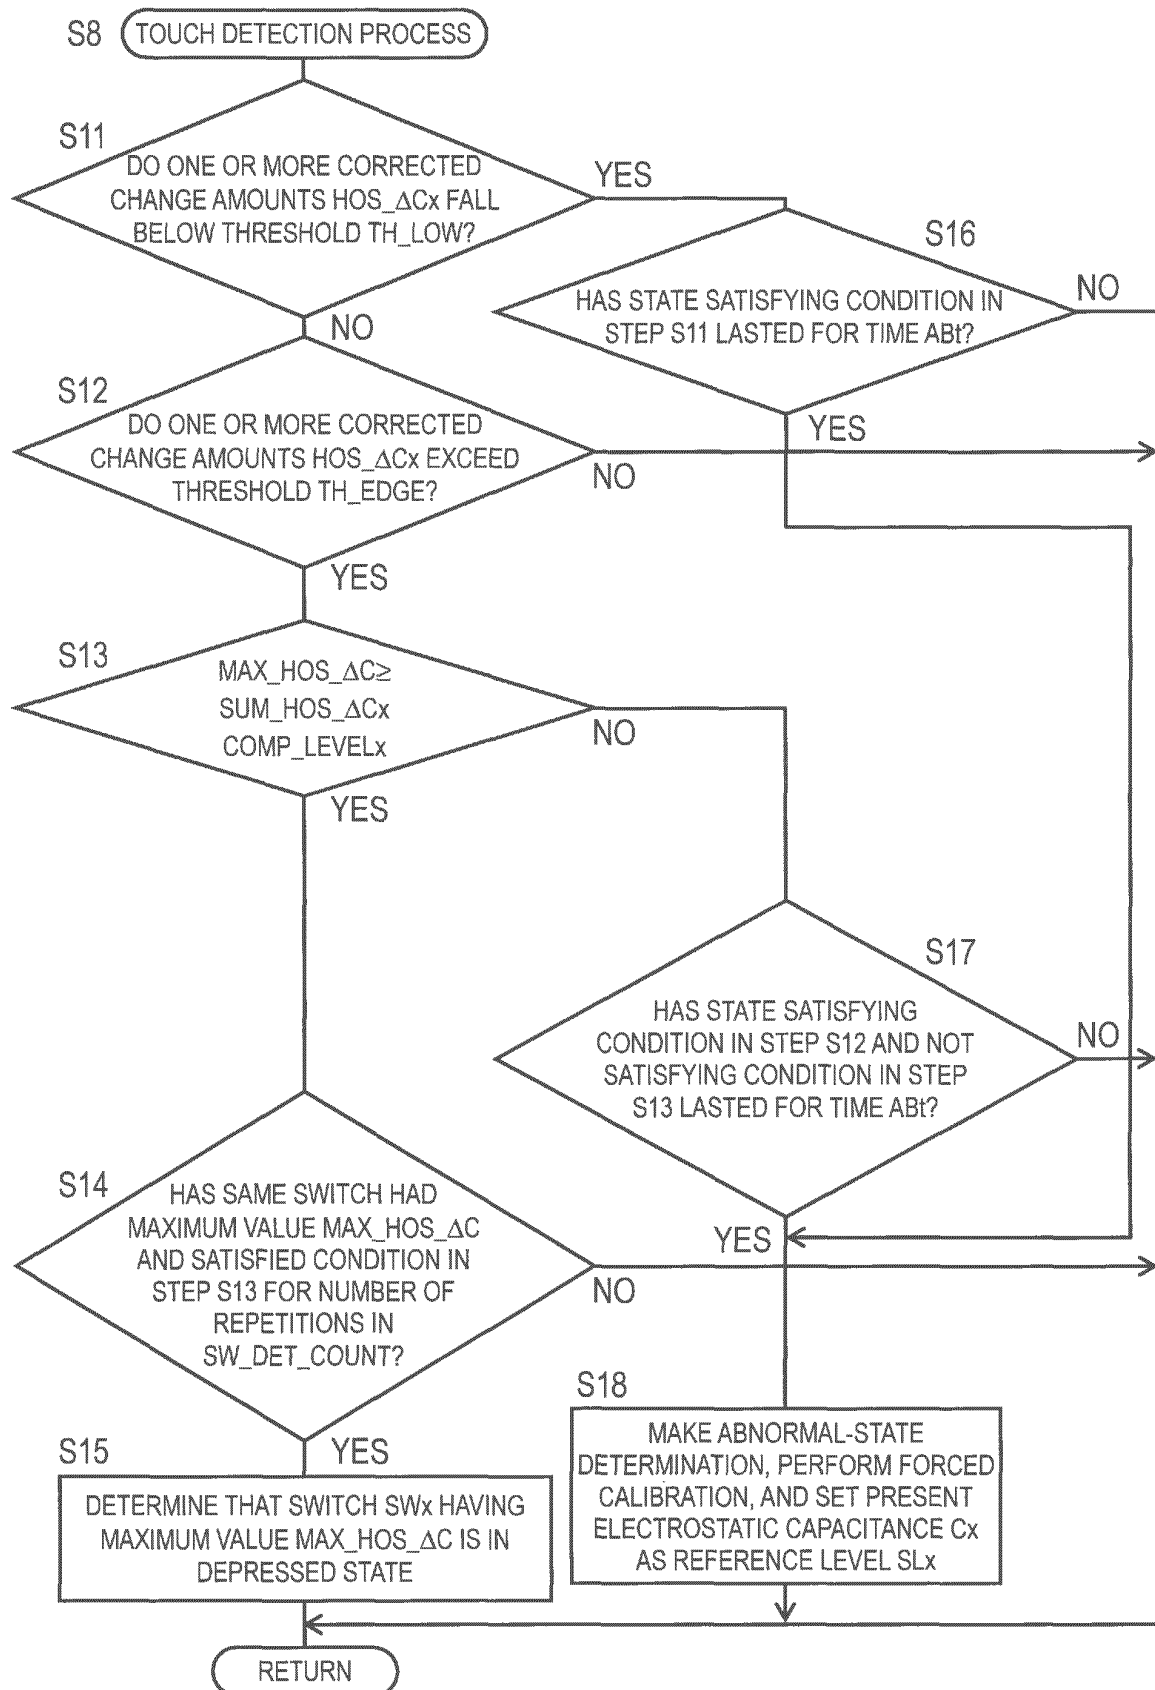 S8
TOUCH DETECTION PROCESS
S11
DO ONE OR MORE CORRECTED
CHANGE AMOUNTS HOS_ΔCx FALL
BELOW THRESHOLD TH_LOW?
YES
NO
S16
HAS STATE SATISFYING CONDITION IN
STEP S11 LASTED FOR TIME ABt?
NO
YES
S12
DO ONE OR MORE CORRECTED
CHANGE AMOUNTS HOS_ΔCx EXCEED
THRESHOLD TH_EDGE?
NO
YES
S13
MAX_HOS_ΔC≥
SUM_HOS_ΔCx
COMP_LEVELx
NO
YES
S17
HAS STATE SATISFYING
CONDITION IN STEP S12 AND NOT
SATISFYING CONDITION IN STEP
S13 LASTED FOR TIME ABt?
NO
YES
S14
HAS SAME SWITCH HAD
MAXIMUM VALUE MAX_HOS_ΔC
AND SATISFIED CONDITION IN
STEP S13 FOR NUMBER OF
REPETITIONS IN
SW_DET_COUNT?
NO
YES
S15
DETERMINE THAT SWITCH SWx HAVING
MAXIMUM VALUE MAX_HOS_ΔC IS IN
DEPRESSED STATE
S18
MAKE ABNORMAL-STATE
DETERMINATION, PERFORM FORCED
CALIBRATION, AND SET PRESENT
ELECTROSTATIC CAPACITANCE Cx
AS REFERENCE LEVEL SLx
RETURN